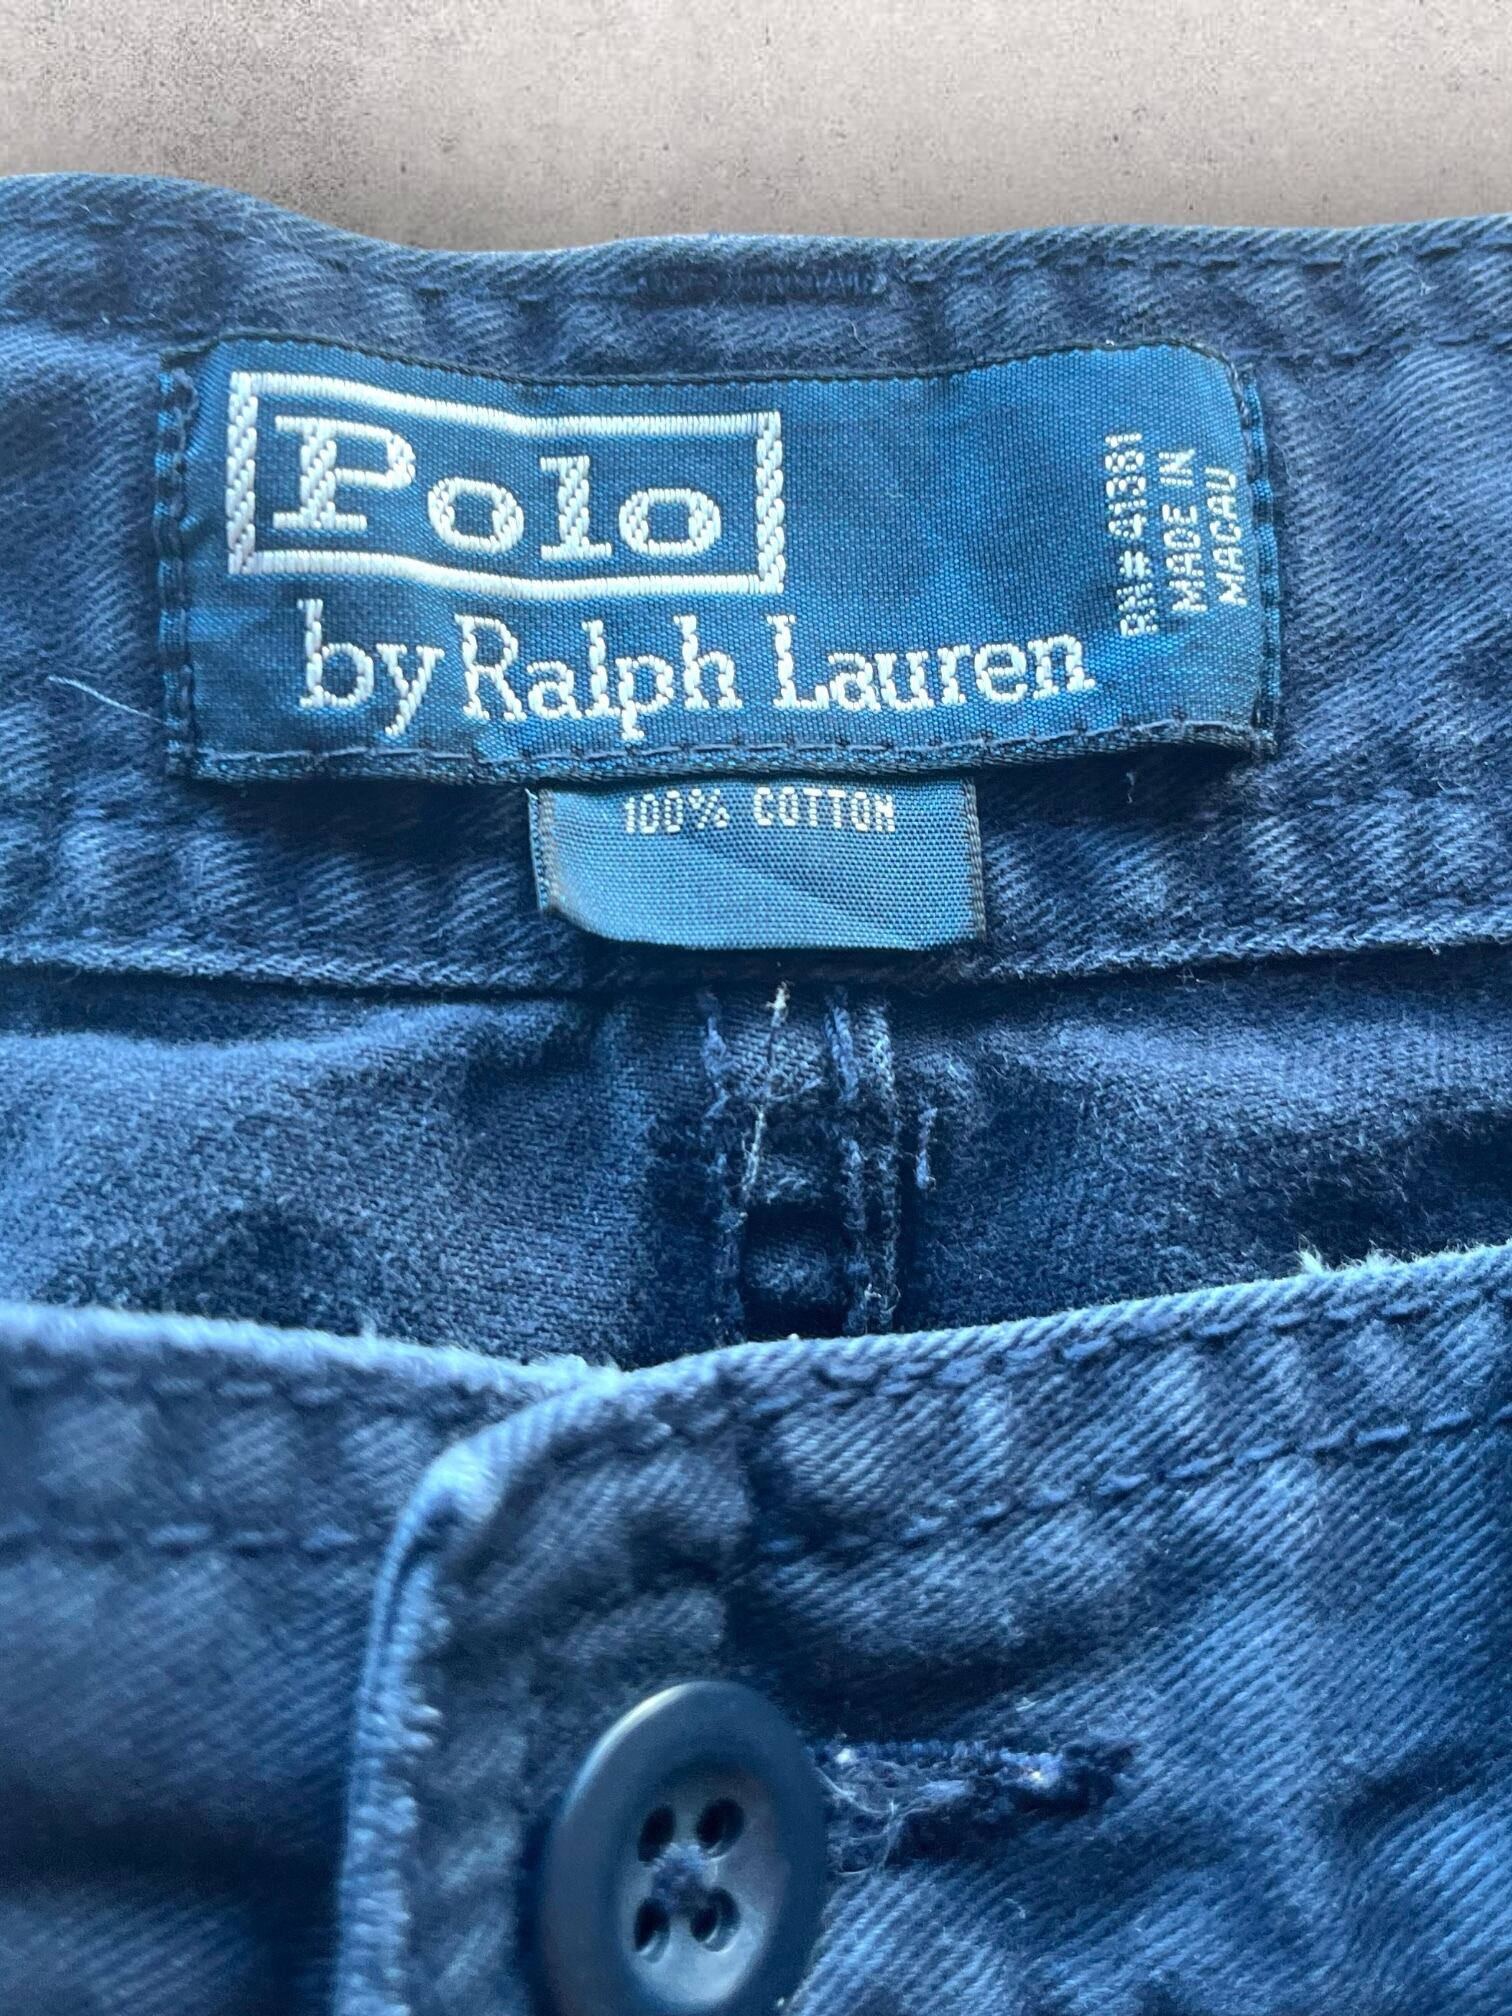 Polo
by Ralph Lauren
RN# 41381
MADE IN
MACAU
100% COTTON